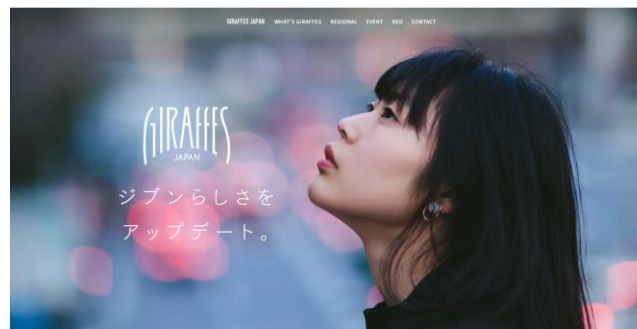 GIRAFFES JAPAN WHAT'S GIRAFFES REGIONAL EVENT RED CONTACT
GIRAFFES
JAPAN
ジブンらしさを
アップデート。